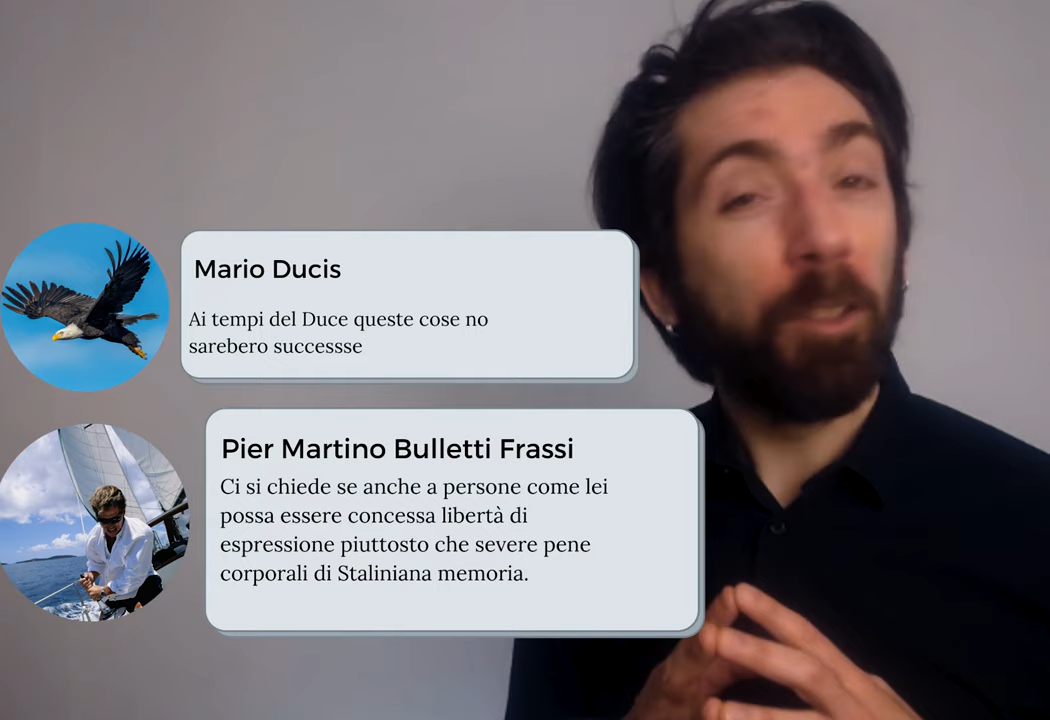 Mario Ducis
Ai tempi del Duce queste cose no
sarebero successse
Pier Martino Bulletti Frassi
Ci si chiede se anche a persone come lei
possa essere concessa libertà di
espressione piuttosto che severe pene
corporali di Staliniana memoria.